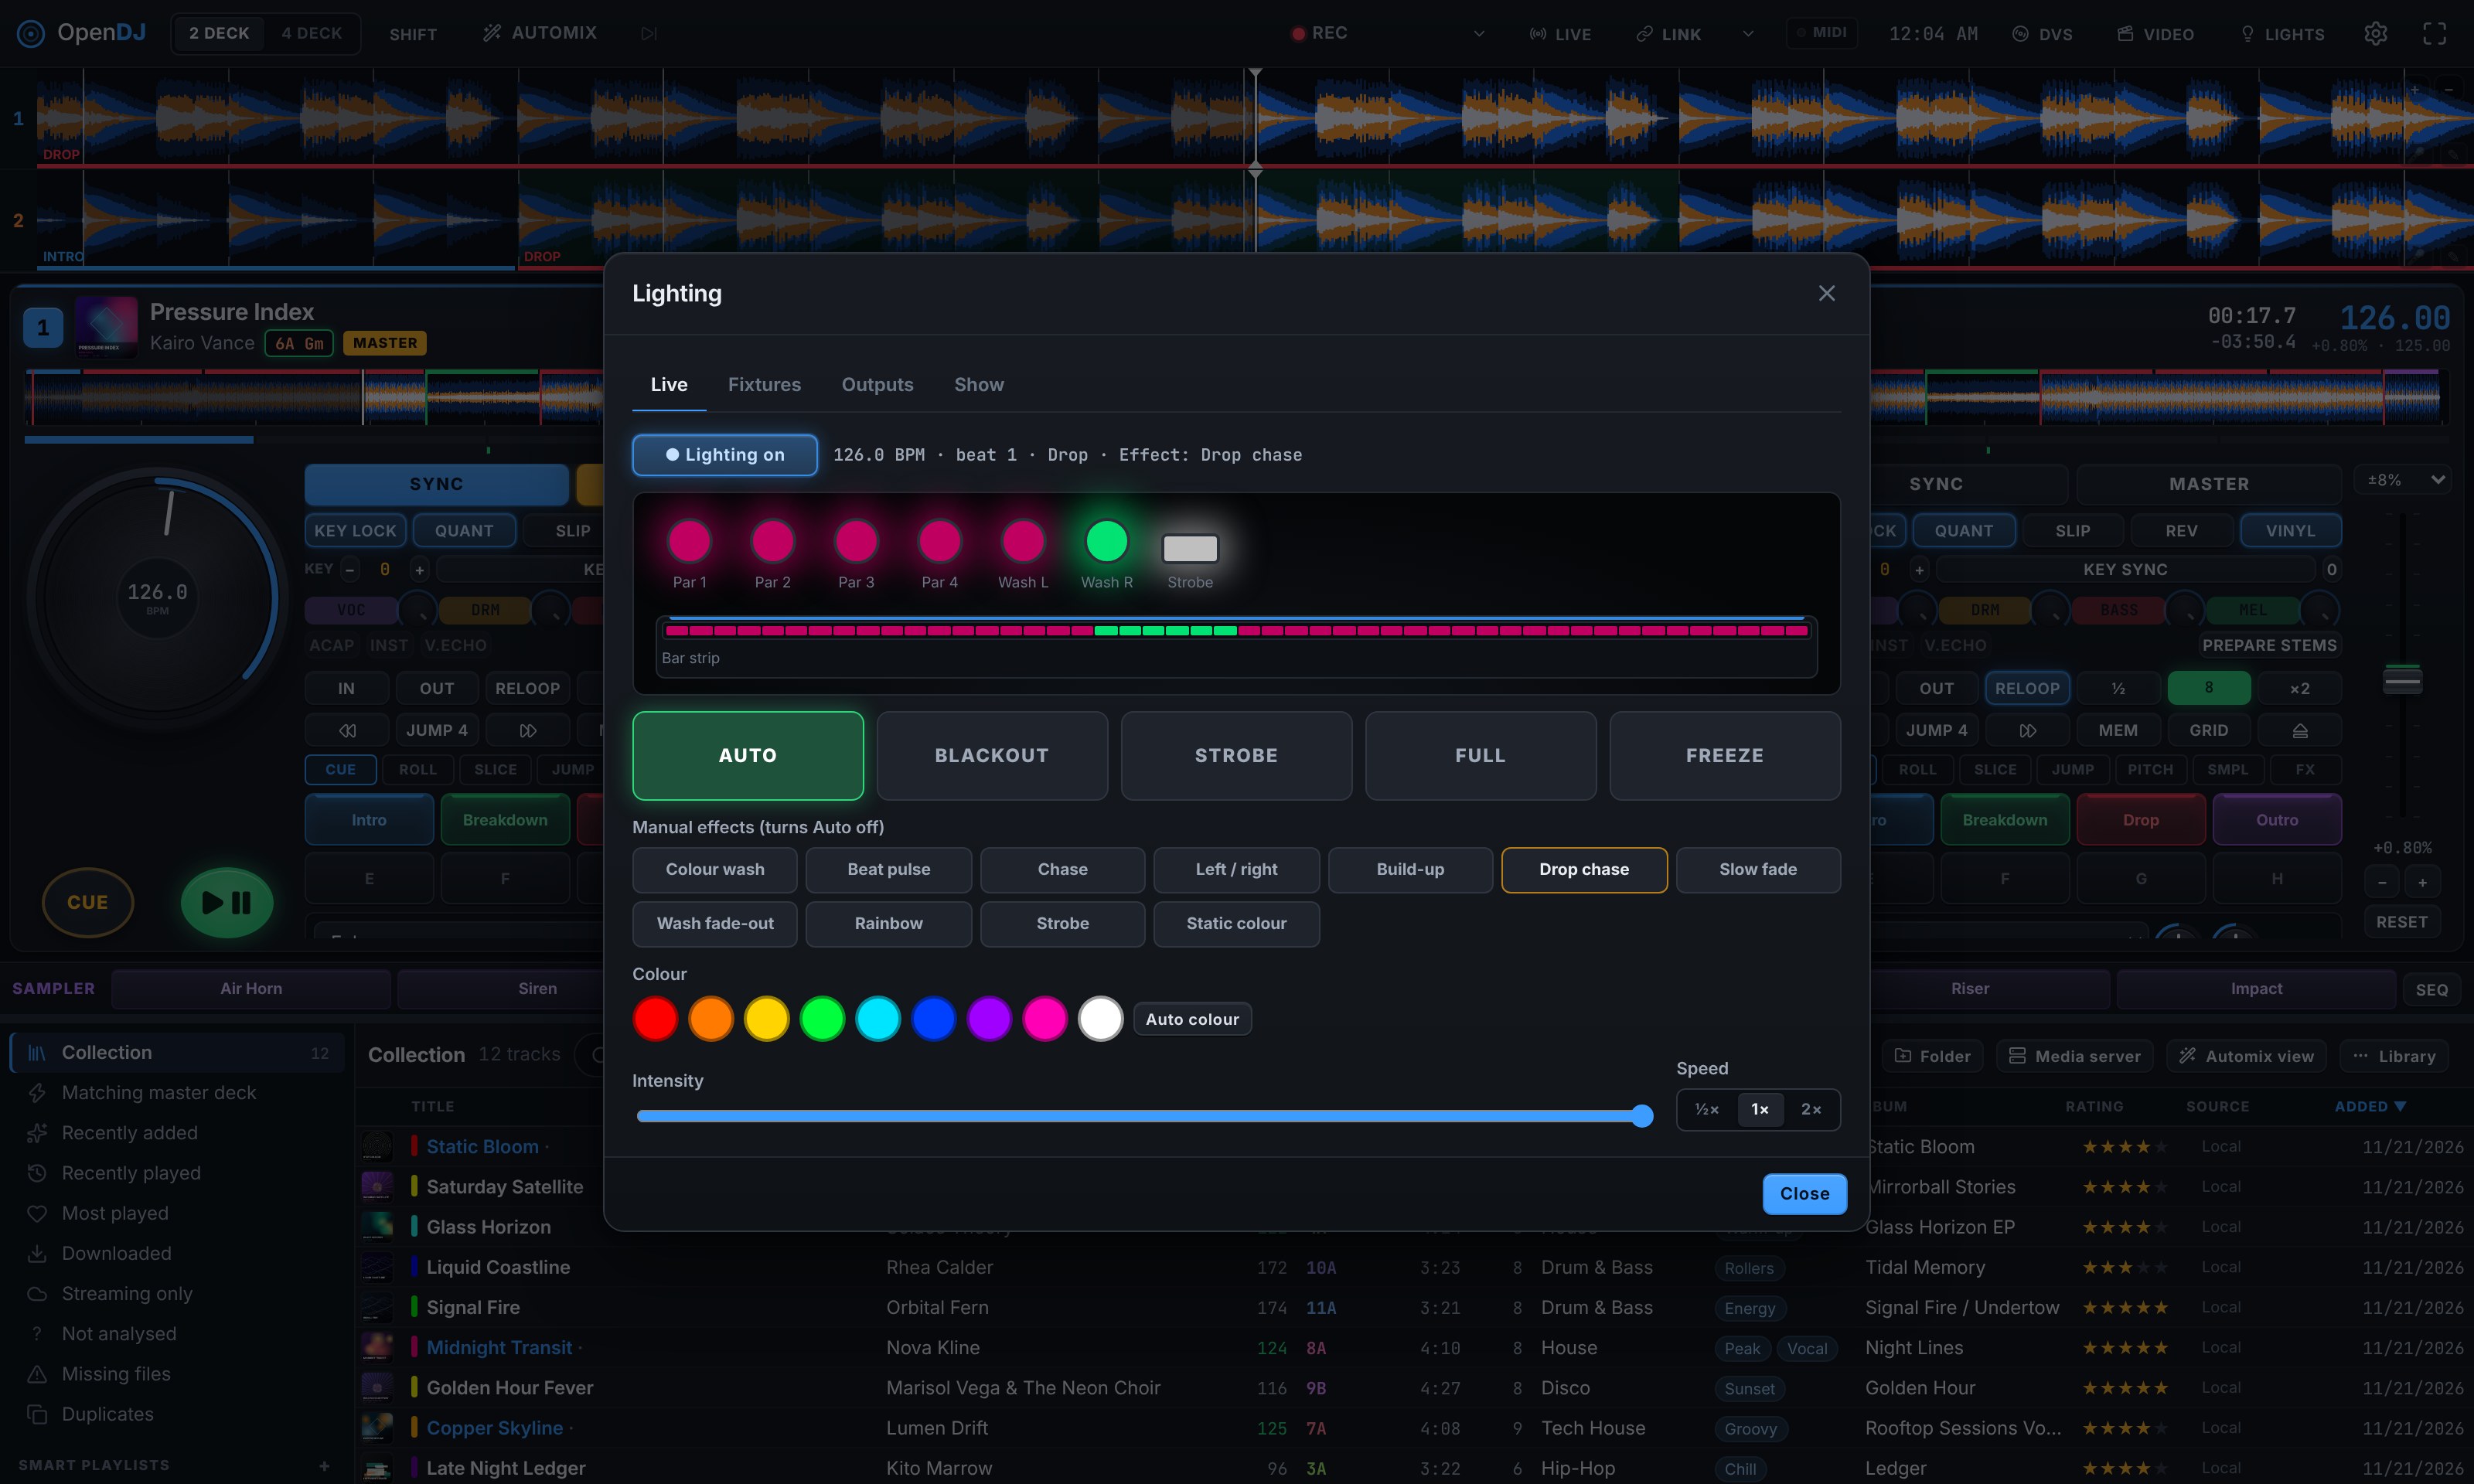 OpenDJ 2 DECK 4 DECK SHIFT AUTOMIX REC LIVE LINK MIDI 12:04 AM DVS VIDEO LIGHTS
1
DROP
2
INTRO DROP
1 Pressure Index
Kairo Vance 6A Gm MASTER
00:17.7 126.00
-03:50.4 +0.80% · 125.00
Lighting
Live Fixtures Outputs Show
Lighting on 126.0 BPM · beat 1 · Drop · Effect: Drop chase
Par 1 Par 2 Par 3 Par 4 Wash L Wash R Strobe
Bar strip
AUTO BLACKOUT STROBE FULL FREEZE
Manual effects (turns Auto off)
Colour wash Beat pulse Chase Left / right Build-up Drop chase Slow fade
Wash fade-out Rainbow Strobe Static colour
Colour
Auto colour
Intensity Speed
½× 1× 2×
Close
SYNC
KEY LOCK QUANT SLIP
KEY − 0 + KE
126.0
BPM
VOC DRM
ACAP INST V.ECHO
IN OUT RELOOP
JUMP 4
CUE ROLL SLICE JUMP
Intro Breakdown
E F
CUE
SYNC MASTER ±8%
CK QUANT SLIP REV VINYL
0 + KEY SYNC 0
DRM BASS MEL
INST V.ECHO PREPARE STEMS
OUT RELOOP ½ 8 ×2
JUMP 4 MEM GRID
ROLL SLICE JUMP PITCH SMPL FX
ro Breakdown Drop Outro
+0.80%
F G H
− +
RESET
SAMPLER Air Horn Siren Riser Impact SEQ
Collection 12
Matching master deck
Recently added
Recently played
Most played
Downloaded
Streaming only
Not analysed
Missing files
Duplicates
SMART PLAYLISTS +
Collection 12 tracks Folder Media server Automix view Library
TITLE BUM RATING SOURCE ADDED
Static Bloom · Static Bloom ★★★★★ Local 11/21/2026
Saturday Satellite Mirrorball Stories ★★★★★ Local 11/21/2026
Glass Horizon Glass Horizon EP ★★★★★ Local 11/21/2026
Liquid Coastline Rhea Calder 172 10A 3:23 8 Drum & Bass Rollers Tidal Memory ★★★★★ Local 11/21/2026
Signal Fire Orbital Fern 174 11A 3:21 8 Drum & Bass Energy Signal Fire / Undertow ★★★★★ Local 11/21/2026
Midnight Transit · Nova Kline 124 8A 4:10 8 House Peak Vocal Night Lines ★★★★★ Local 11/21/2026
Golden Hour Fever Marisol Vega & The Neon Choir 116 9B 4:27 8 Disco Sunset Golden Hour ★★★★★ Local 11/21/2026
Copper Skyline · Lumen Drift 125 7A 4:08 9 Tech House Groovy Rooftop Sessions Vo... ★★★★★ Local 11/21/2026
Late Night Ledger Kito Marrow 96 3A 3:22 6 Hip-Hop Chill Ledger ★★★★★ Local 11/21/2026